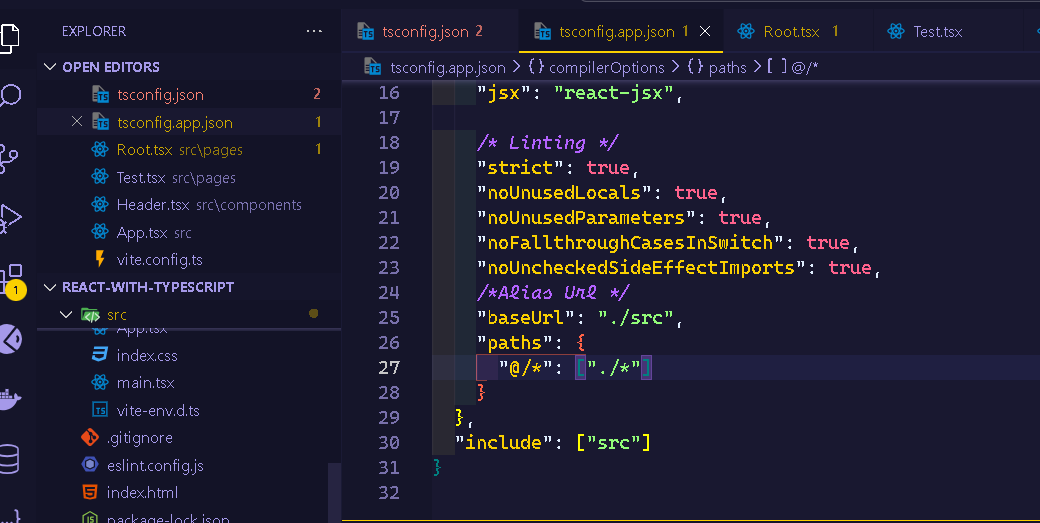 EXPLORER ...
tsconfig.json 2
tsconfig.app.json 1
Root.tsx 1
Test.tsx
OPEN EDITORS
tsconfig.json 2
tsconfig.app.json 1
Root.tsx src\pages 1
Test.tsx src\pages
Header.tsx src\components
App.tsx src
vite.config.ts
REACT-WITH-TYPESCRIPT
src
App.tsx
index.css
main.tsx
vite-env.d.ts
.gitignore
eslint.config.js
index.html
package-lock.json
1
tsconfig.app.json > {} compilerOptions > {} paths > [ ] @/*
16 "jsx": "react-jsx",
17
18 /* Linting */
19 "strict": true,
20 "noUnusedLocals": true,
21 "noUnusedParameters": true,
22 "noFallthroughCasesInSwitch": true,
23 "noUncheckedSideEffectImports": true,
24 /*Alias Url */
25 "baseUrl": "./src",
26 "paths": {
27 "@/*": ["./*"]
28 }
29 },
30 "include": ["src"]
31 }
32